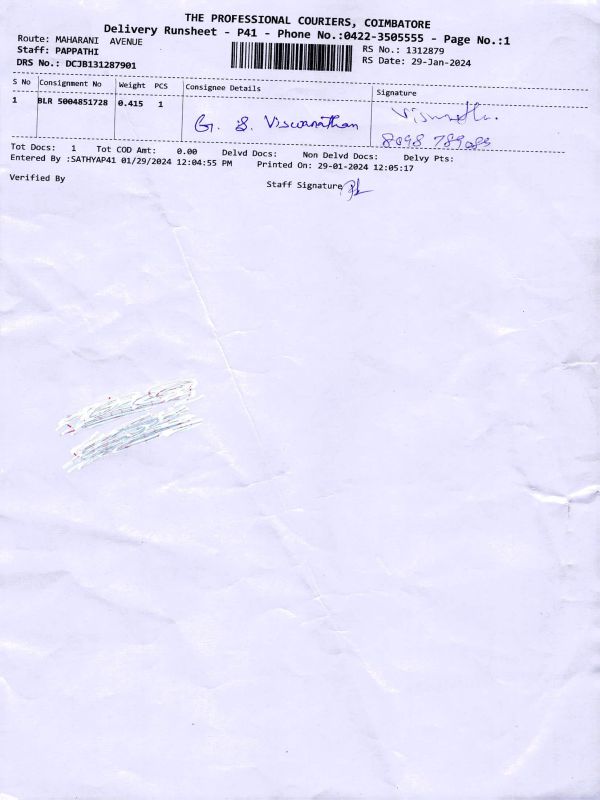 THE PROFESSIONAL COURIERS, COIMBATORE
Delivery Runsheet - P41 - Phone No.:0422-3505555 - Page No.:1
Route: MAHARANI AVENUE
RS No.: 1312879
Staff: PAPPATHI
RS Date: 29-Jan-2024
DRS No.: DCJB131287901
S No Consignment No Weight PCS Consignee Details Signature
1 BLR 5004851728 0.415 1 G. S. Viswanathan
Tot Docs: 1 Tot COD Amt: 0.00 Delvd Docs: Non Delvd Docs: Delvy Pts:
Entered By :SATHYAP41 01/29/2024 12:04:55 PM Printed On: 29-01-2024 12:05:17
Verified By Staff Signature